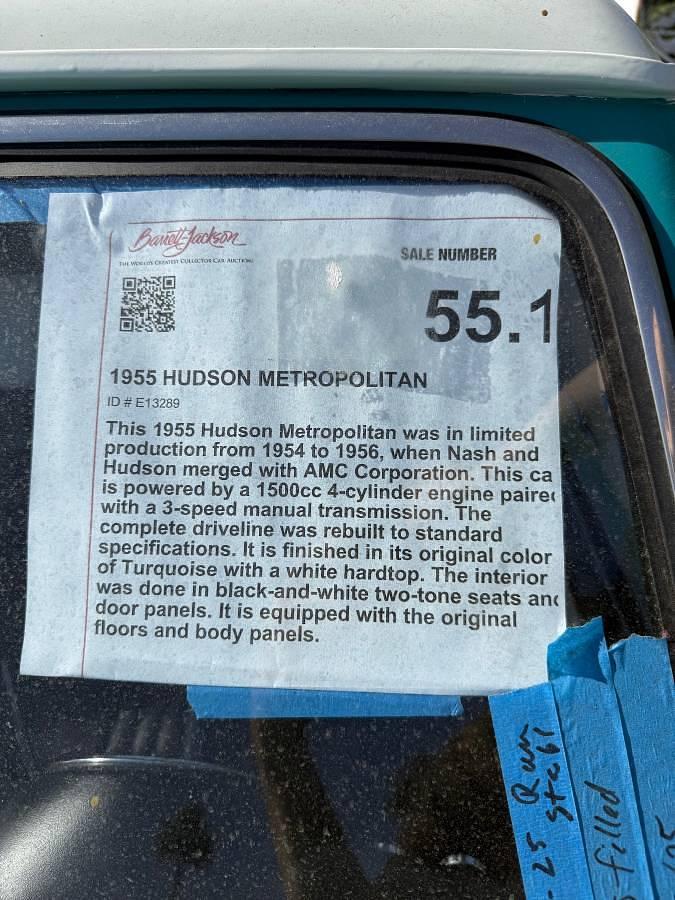 Barrett-Jackson
THE WORLD'S GREATEST COLLECTOR CAR AUCTIONS
SALE NUMBER
55.1
1955 HUDSON METROPOLITAN
ID # E13289
This 1955 Hudson Metropolitan was in limited
production from 1954 to 1956, when Nash and
Hudson merged with AMC Corporation. This ca
is powered by a 1500cc 4-cylinder engine paired
with a 3-speed manual transmission. The
complete driveline was rebuilt to standard
specifications. It is finished in its original color
of Turquoise with a white hardtop. The interior
was done in black-and-white two-tone seats and
door panels. It is equipped with the original
floors and body panels.
- 25 Run
filled